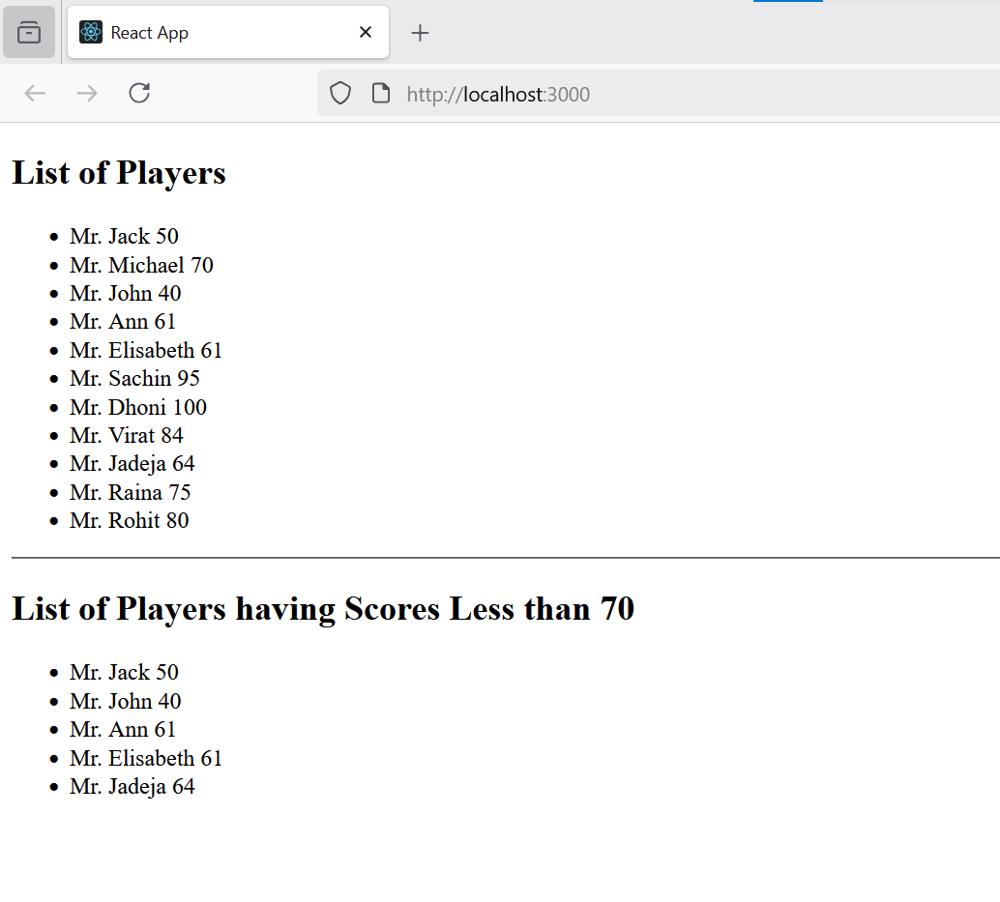 React App
http://localhost:3000
List of Players
• Mr. Jack 50
• Mr. Michael 70
• Mr. John 40
• Mr. Ann 61
• Mr. Elisabeth 61
• Mr. Sachin 95
• Mr. Dhoni 100
• Mr. Virat 84
• Mr. Jadeja 64
• Mr. Raina 75
• Mr. Rohit 80
List of Players having Scores Less than 70
• Mr. Jack 50
• Mr. John 40
• Mr. Ann 61
• Mr. Elisabeth 61
• Mr. Jadeja 64